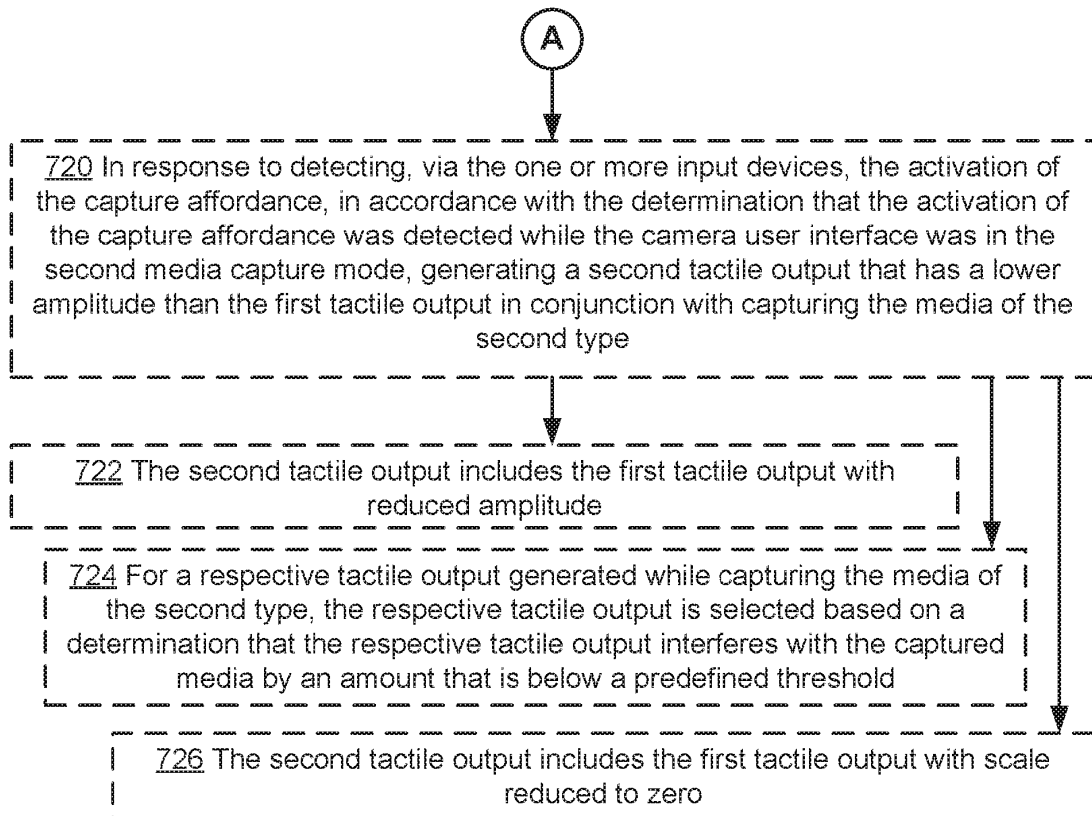 A
720 In response to detecting, via the one or more input devices, the activation of
the capture affordance, in accordance with the determination that the activation of
the capture affordance was detected while the camera user interface was in the
second media capture mode, generating a second tactile output that has a lower
amplitude than the first tactile output in conjunction with capturing the media of the
second type
722 The second tactile output includes the first tactile output with
reduced amplitude
724 For a respective tactile output generated while capturing the media of
the second type, the respective tactile output is selected based on a
determination that the respective tactile output interferes with the captured
media by an amount that is below a predefined threshold
726 The second tactile output includes the first tactile output with scale
reduced to zero